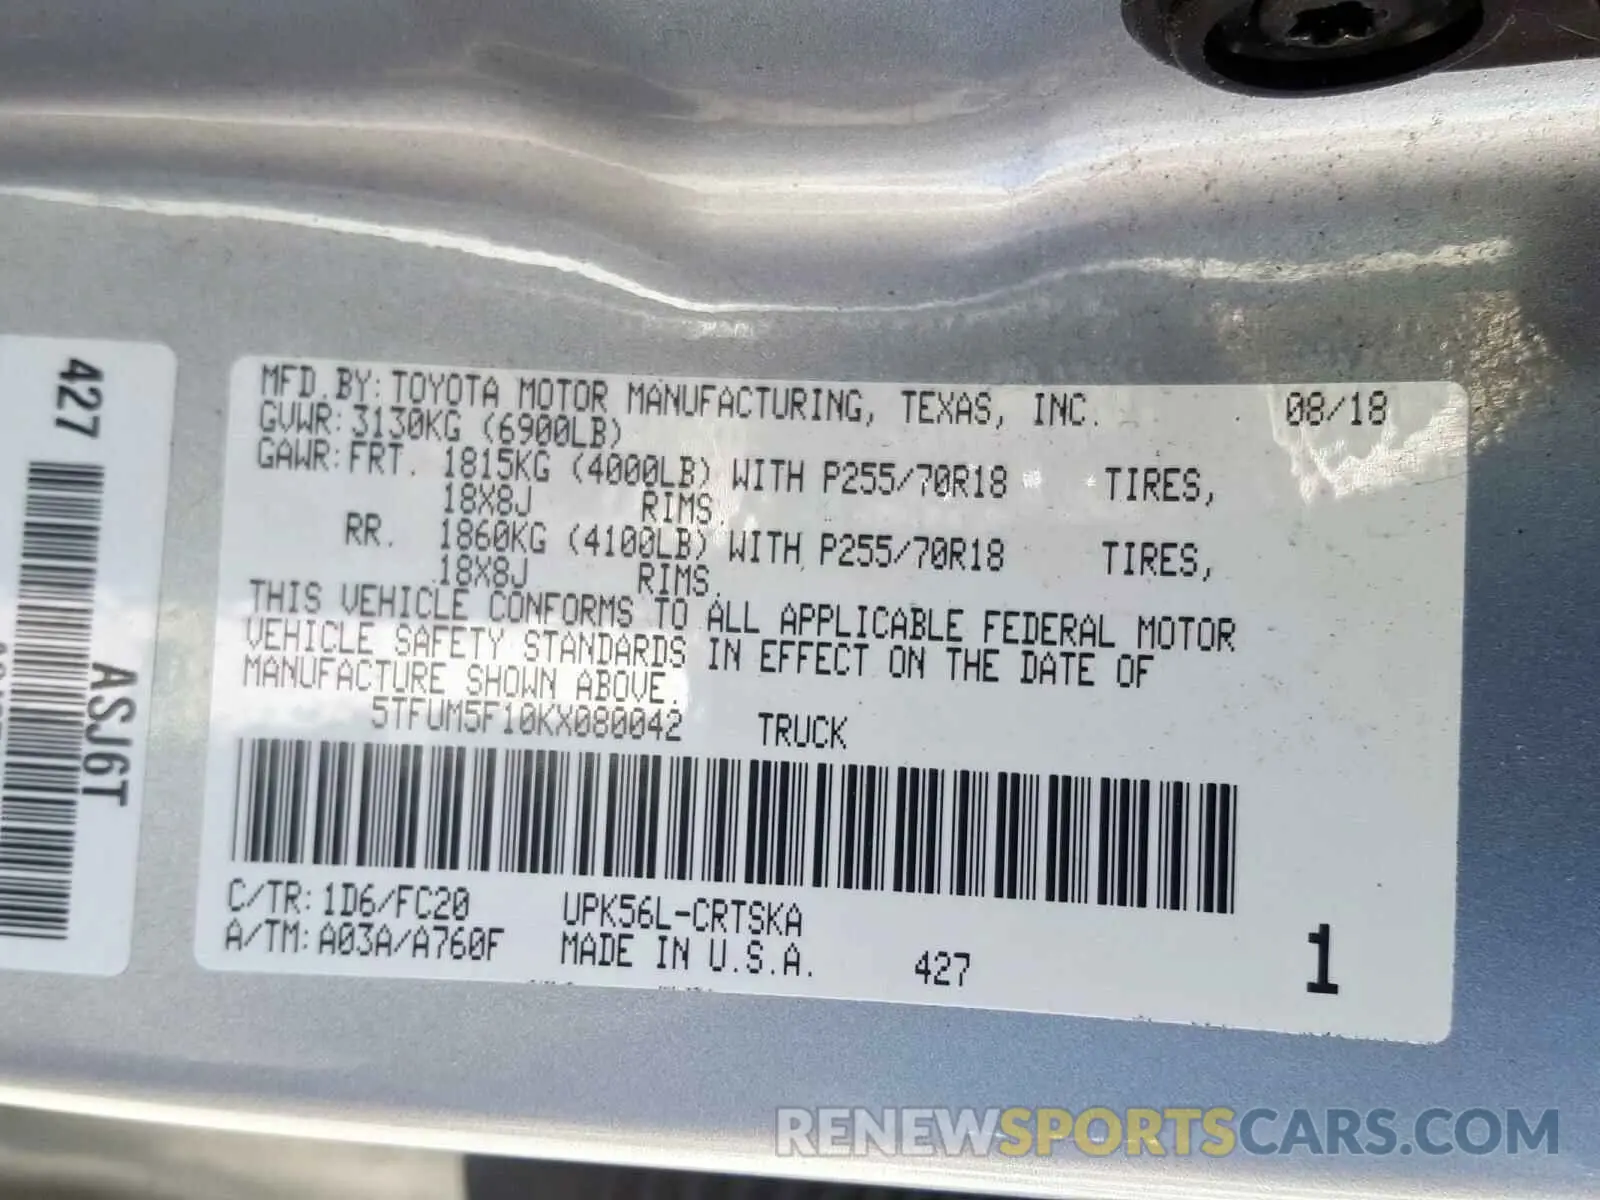 MFD.BY: TOYOTA MOTOR MANUFACTURING, TEXAS, INC. 08/18
GVWR: 3130KG (6900LB)
GAWR: FRT. 1815KG (4000LB) WITH P255/70R18 TIRES,
18X8J RIMS.
RR. 1860KG (4100LB) WITH P255/70R18 TIRES,
18X8J RIMS.
THIS VEHICLE CONFORMS TO ALL APPLICABLE FEDERAL MOTOR
VEHICLE SAFETY STANDARDS IN EFFECT ON THE DATE OF
MANUFACTURE SHOWN ABOVE.
5TFUM5F10KX080042 TRUCK
C/TR: 1D6/FC20 UPK56L-CRTSKA
A/TM: A03A/A760F MADE IN U.S.A. 427 1
427
ASJ6T
RENEWSPORTSCARS.COM